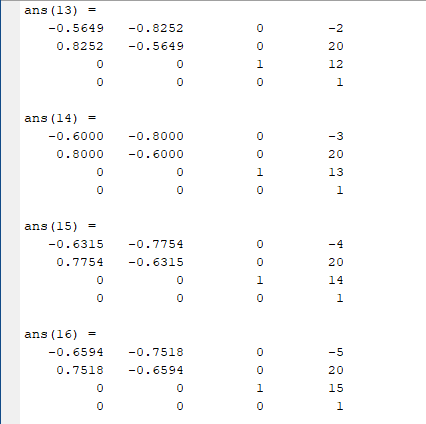 ans(13) =
-0.5649 -0.8252 0 -2
0.8252 -0.5649 0 20
0 0 1 12
0 0 0 1
ans(14) =
-0.6000 -0.8000 0 -3
0.8000 -0.6000 0 20
0 0 1 13
0 0 0 1
ans(15) =
-0.6315 -0.7754 0 -4
0.7754 -0.6315 0 20
0 0 1 14
0 0 0 1
ans(16) =
-0.6594 -0.7518 0 -5
0.7518 -0.6594 0 20
0 0 1 15
0 0 0 1